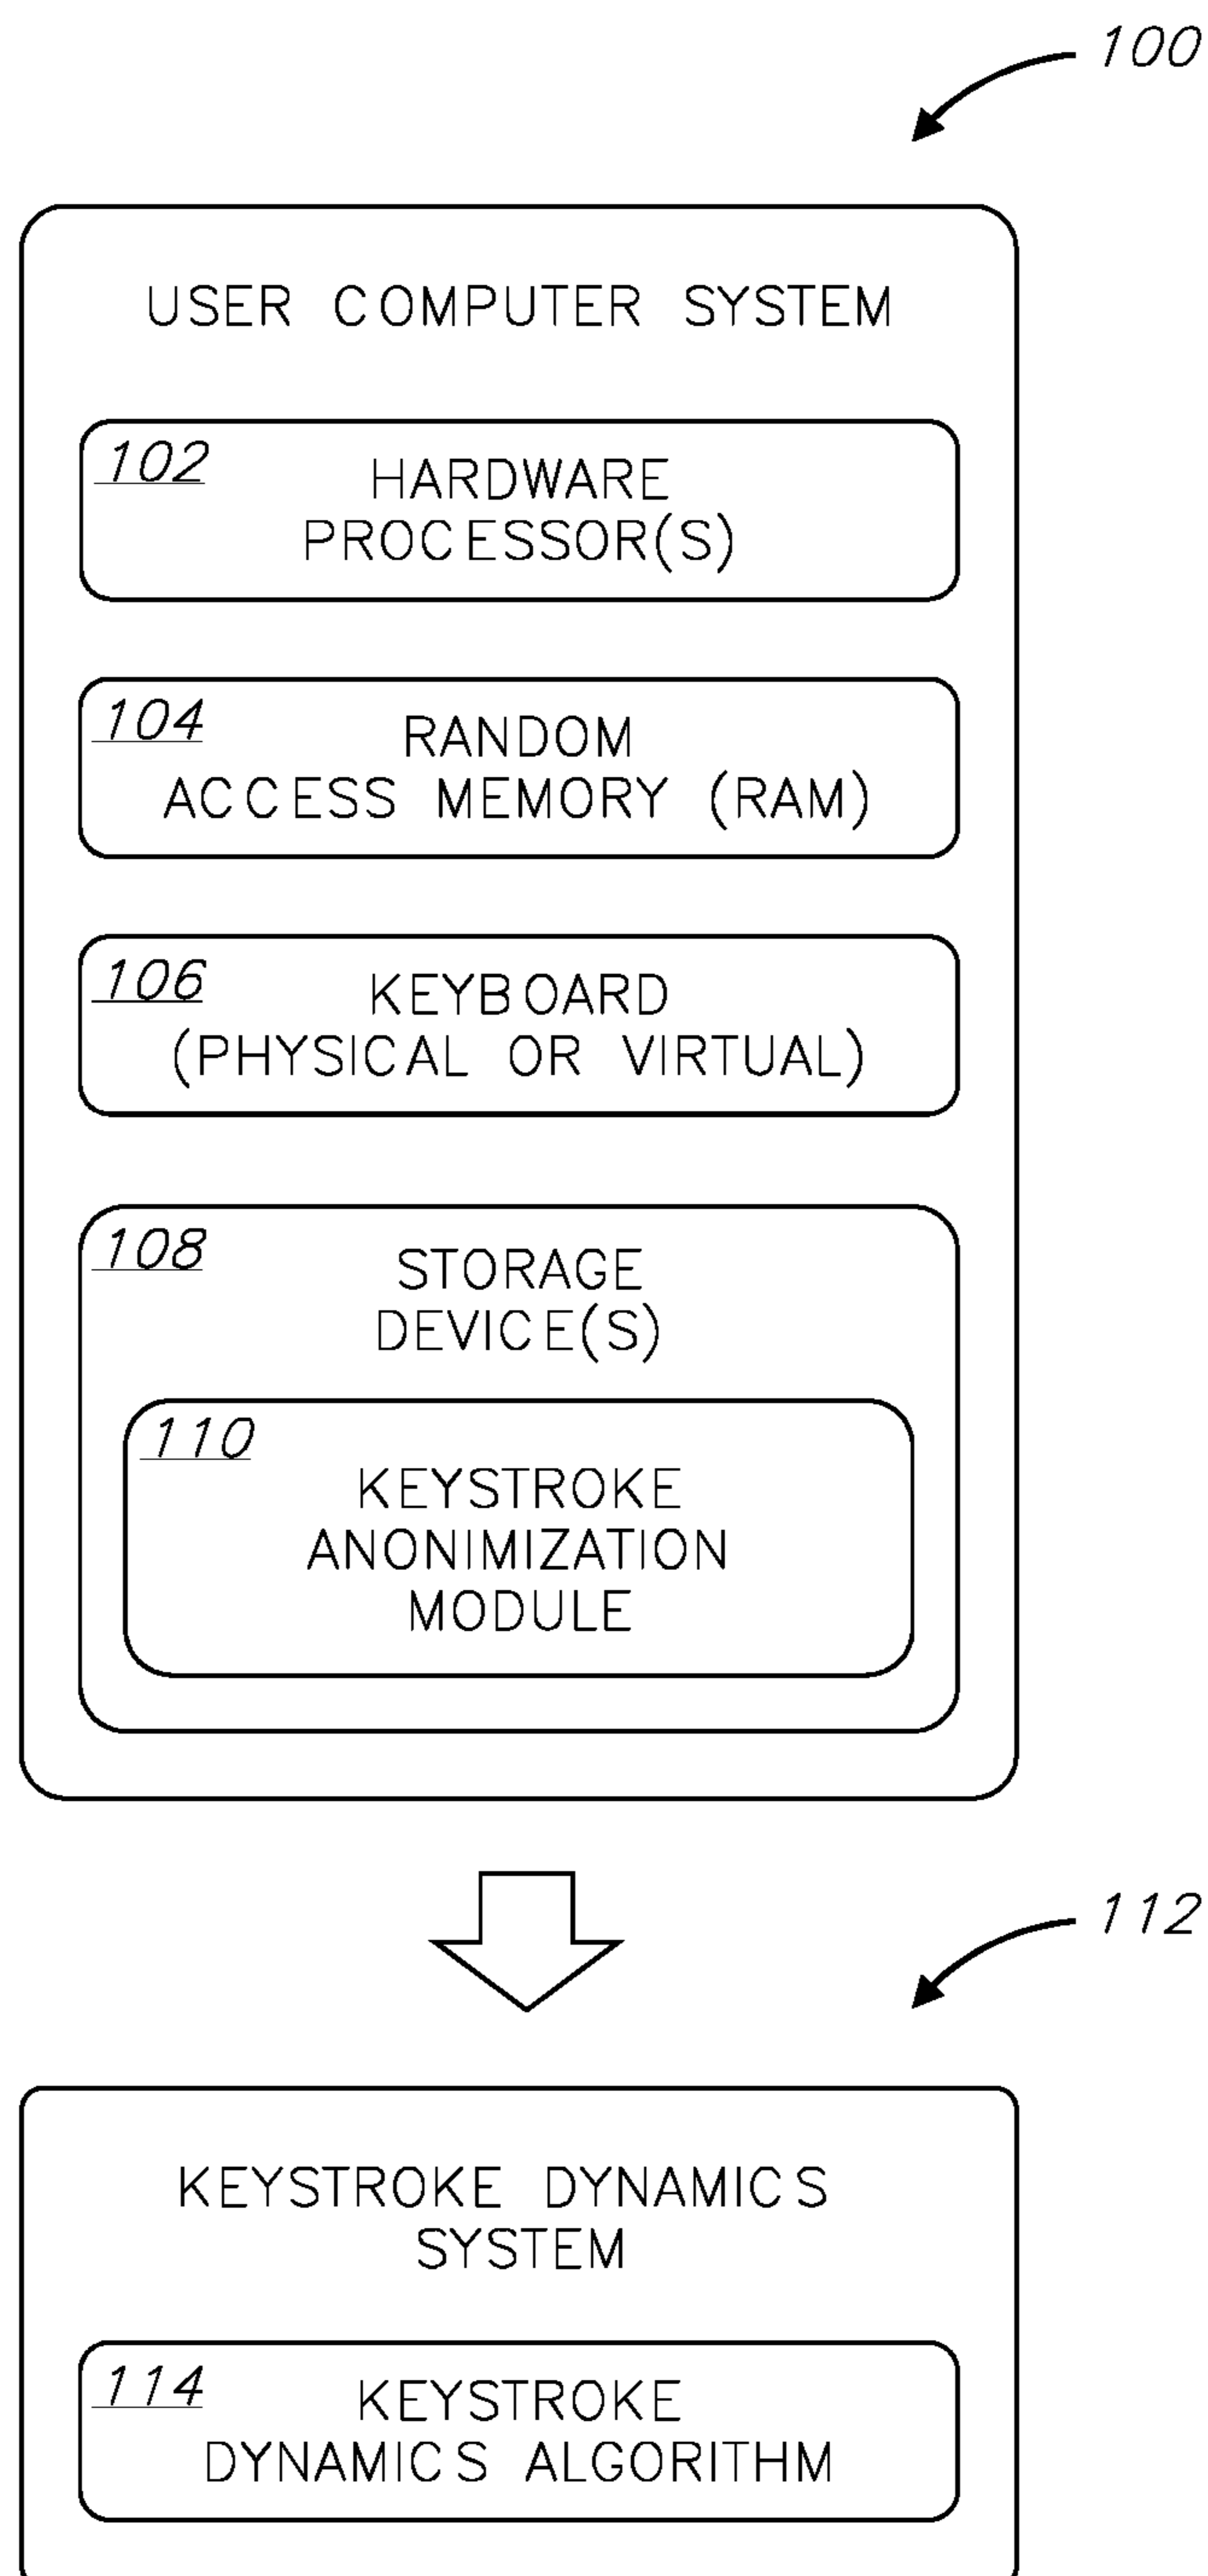 100
USER COMPUTER SYSTEM
102
HARDWARE
PROCESSOR(S)
104
RANDOM
ACCESS MEMORY (RAM)
106
KEYBOARD
(PHYSICAL OR VIRTUAL)
108
STORAGE
DEVICE(S)
110
KEYSTROKE
ANONIMIZATION
MODULE
112
KEYSTROKE DYNAMICS
SYSTEM
114
KEYSTROKE
DYNAMICS ALGORITHM